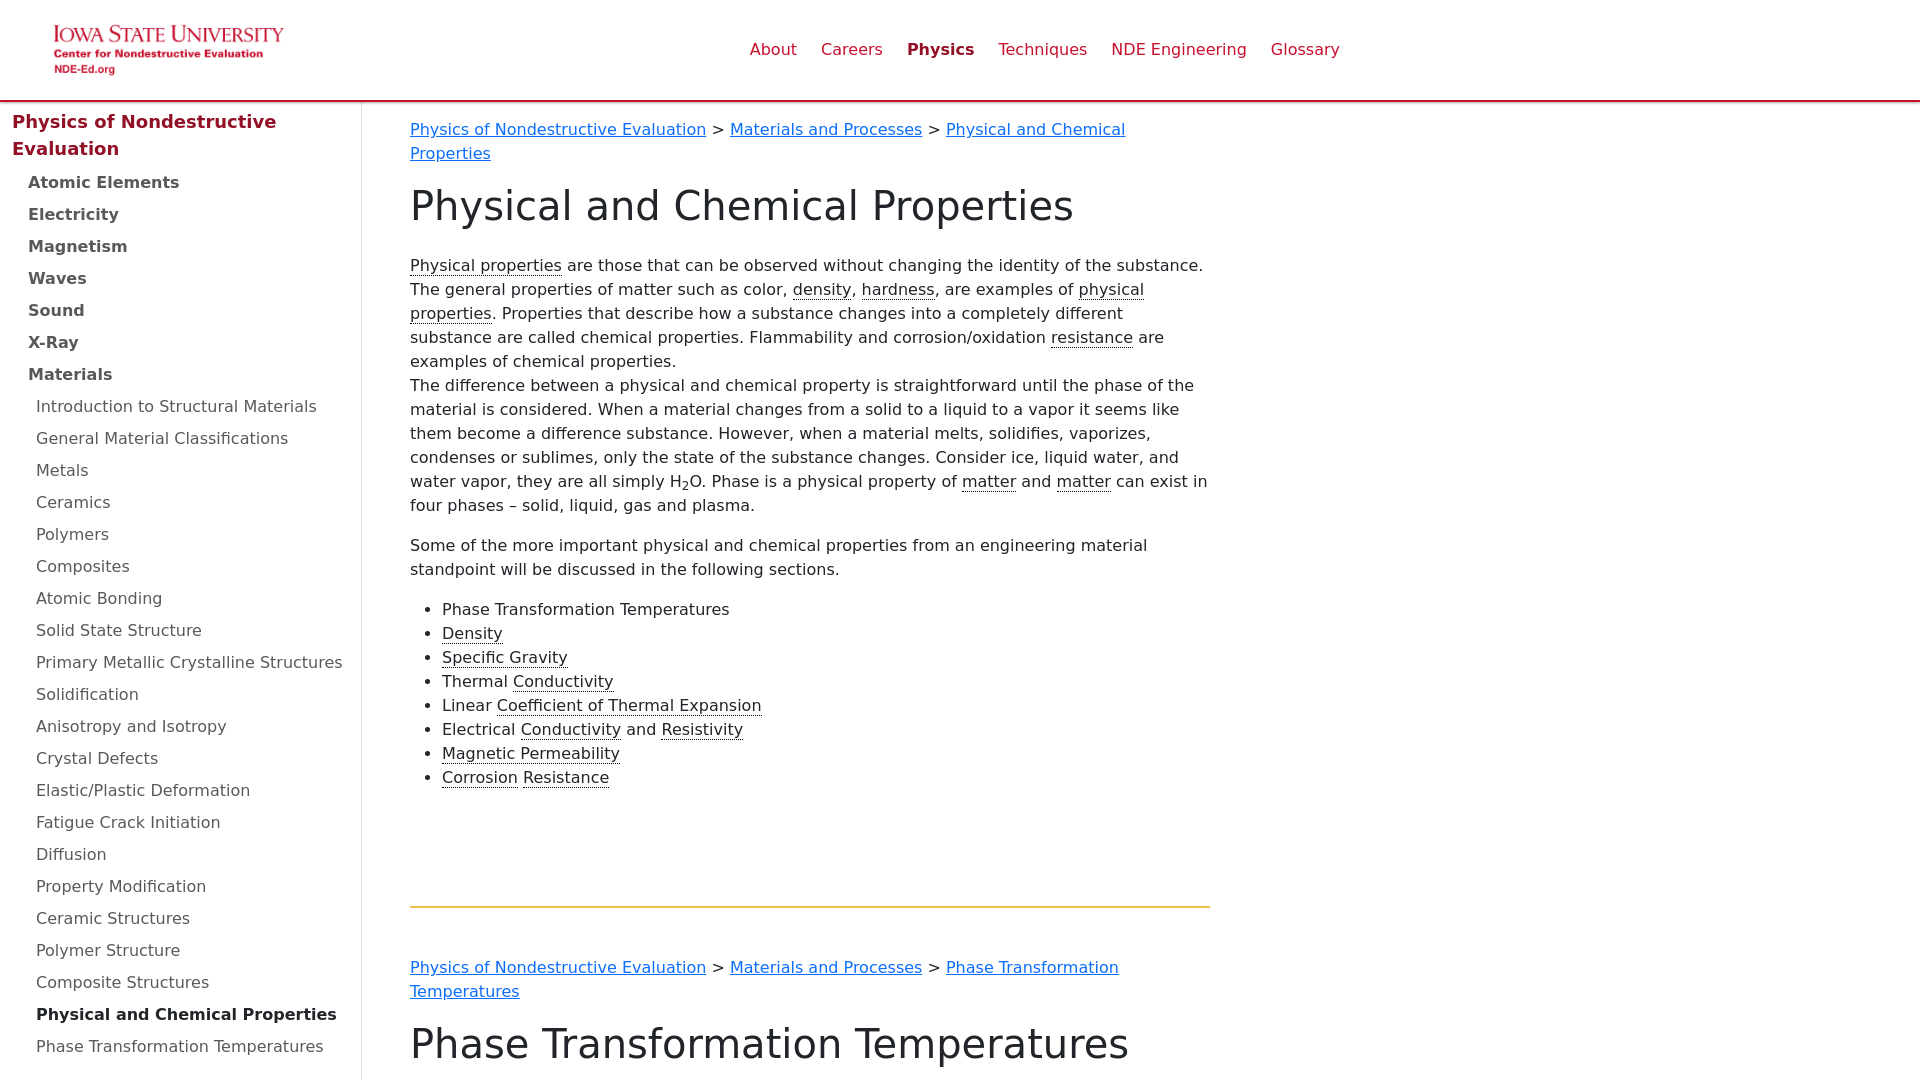 IOWA STATE UNIVERSITY
Center for Nondestructive Evaluation
NDE-Ed.org
About Careers Physics Techniques NDE Engineering Glossary
Physics of Nondestructive
Evaluation
Atomic Elements
Electricity
Magnetism
Waves
Sound
X-Ray
Materials
Introduction to Structural Materials
General Material Classifications
Metals
Ceramics
Polymers
Composites
Atomic Bonding
Solid State Structure
Primary Metallic Crystalline Structures
Solidification
Anisotropy and Isotropy
Crystal Defects
Elastic/Plastic Deformation
Fatigue Crack Initiation
Diffusion
Property Modification
Ceramic Structures
Polymer Structure
Composite Structures
Physical and Chemical Properties
Phase Transformation Temperatures
Physics of Nondestructive Evaluation > Materials and Processes > Physical and Chemical
Properties
Physical and Chemical Properties
Physical properties are those that can be observed without changing the identity of the substance.
The general properties of matter such as color, density, hardness, are examples of physical
properties. Properties that describe how a substance changes into a completely different
substance are called chemical properties. Flammability and corrosion/oxidation resistance are
examples of chemical properties.
The difference between a physical and chemical property is straightforward until the phase of the
material is considered. When a material changes from a solid to a liquid to a vapor it seems like
them become a difference substance. However, when a material melts, solidifies, vaporizes,
condenses or sublimes, only the state of the substance changes. Consider ice, liquid water, and
water vapor, they are all simply H₂O. Phase is a physical property of matter and matter can exist in
four phases – solid, liquid, gas and plasma.
Some of the more important physical and chemical properties from an engineering material
standpoint will be discussed in the following sections.
• Phase Transformation Temperatures
• Density
• Specific Gravity
• Thermal Conductivity
• Linear Coefficient of Thermal Expansion
• Electrical Conductivity and Resistivity
• Magnetic Permeability
• Corrosion Resistance
Physics of Nondestructive Evaluation > Materials and Processes > Phase Transformation
Temperatures
Phase Transformation Temperatures